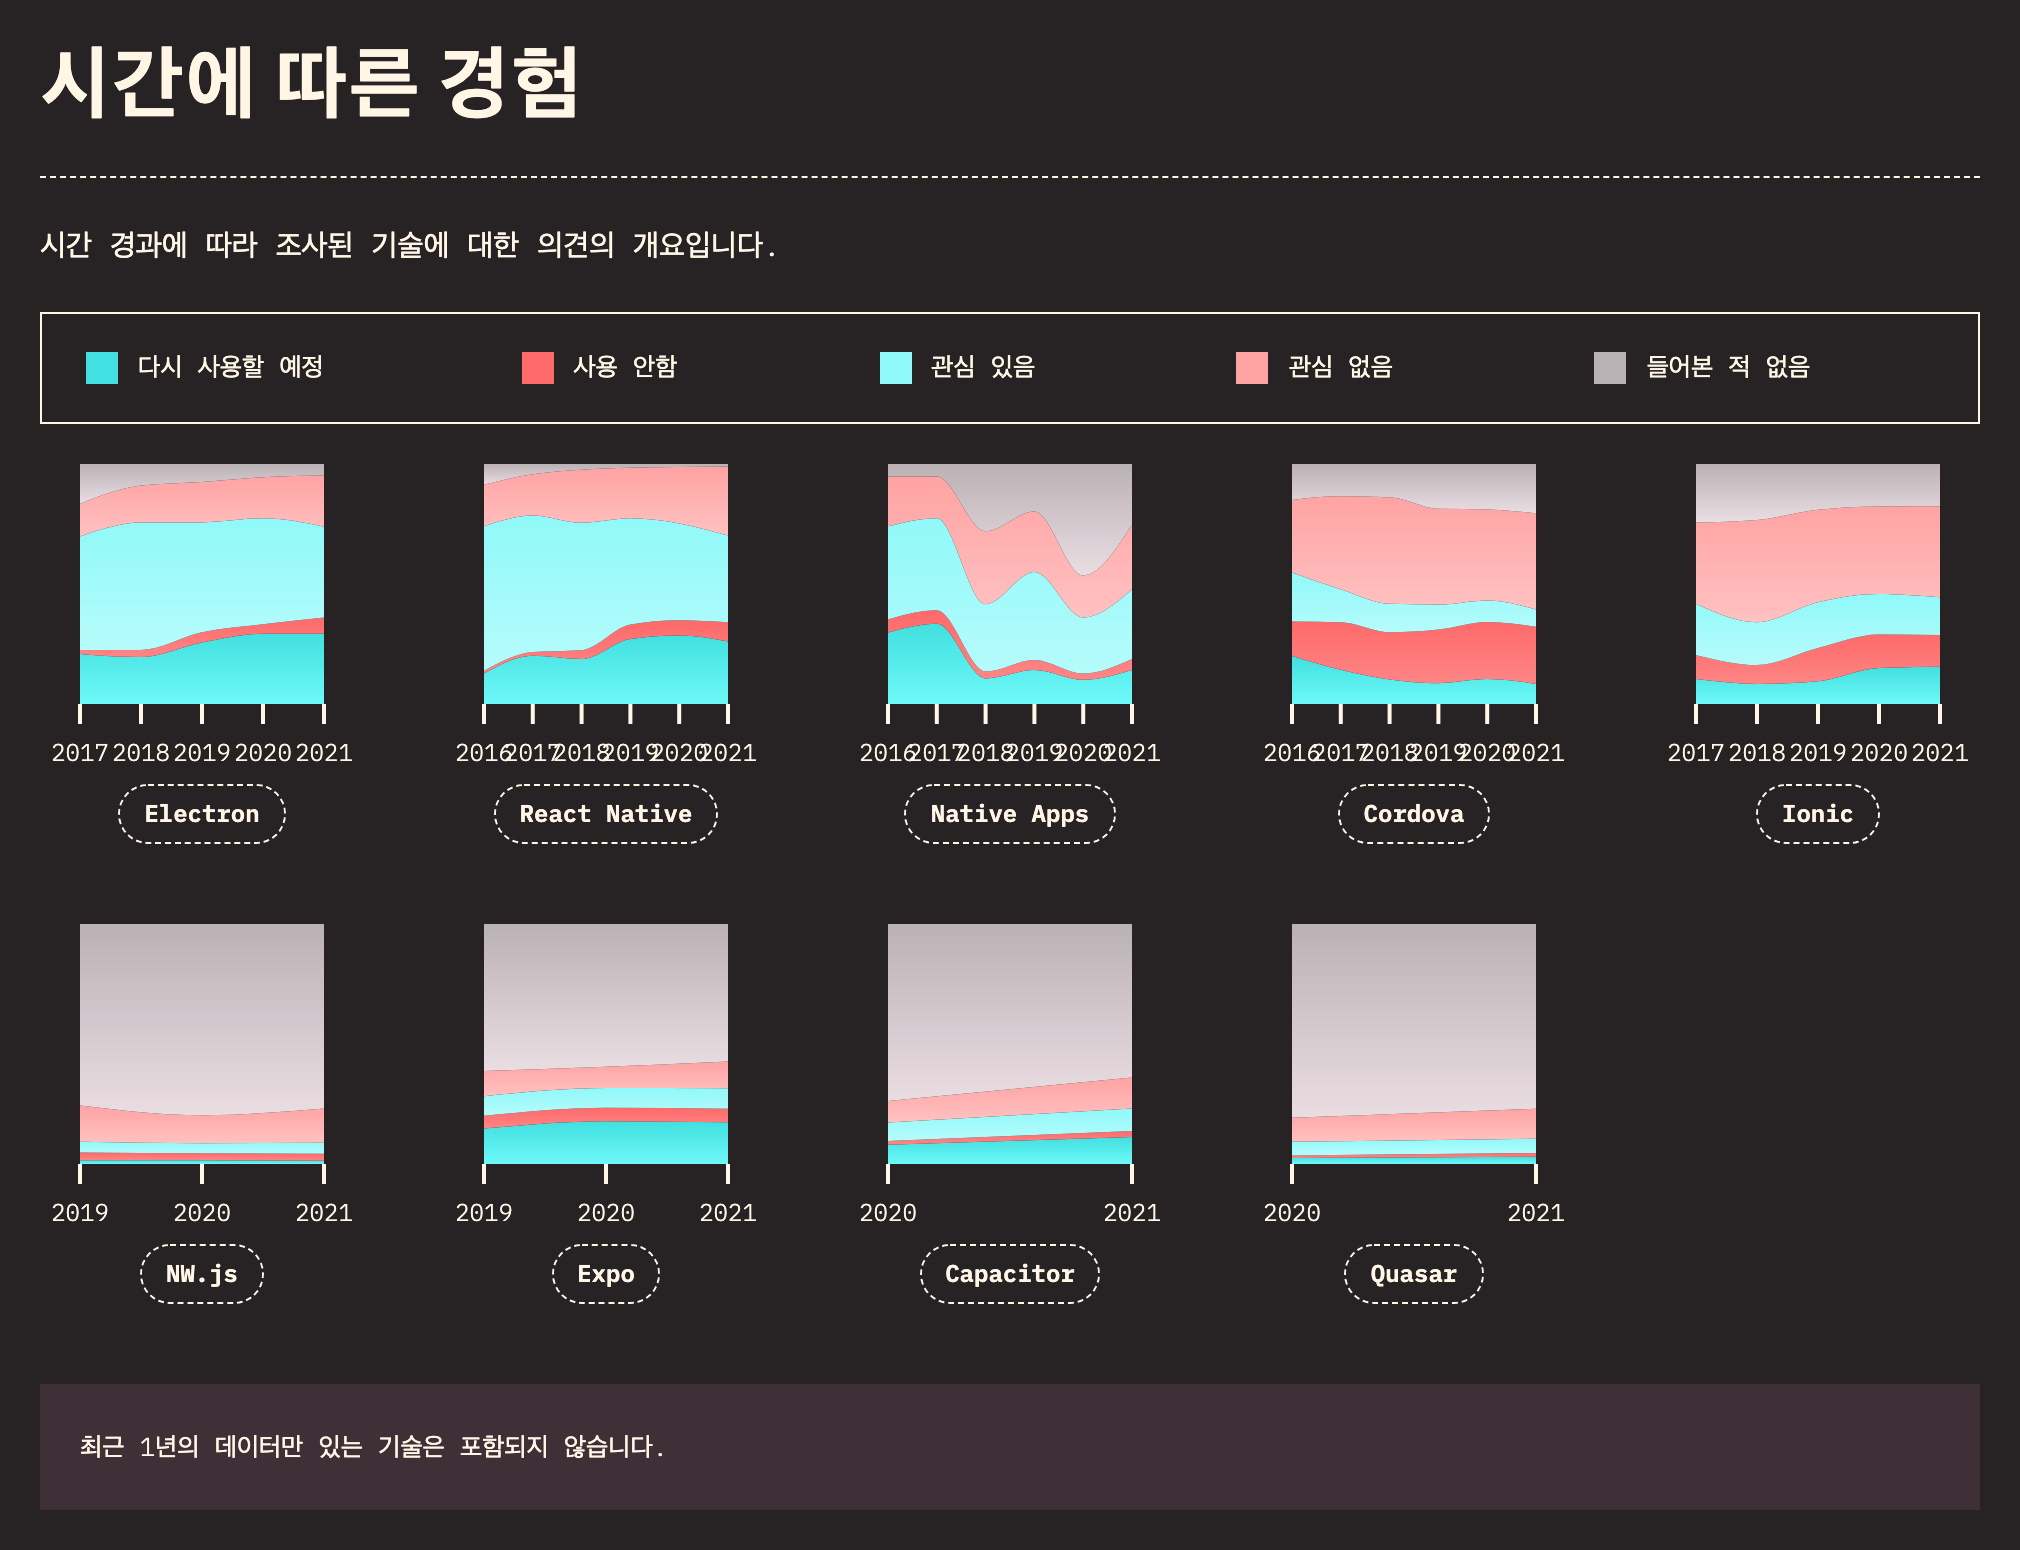 시간에 따른 경험
시간 경과에 따라 조사된 기술에 대한 의견의 개요입니다.
다시 사용할 예정 사용 안함 관심 있음 관심 없음 들어본 적 없음
2017 2018 2019 2020 2021 2016 2017 2018 2019 2020 2021 2016 2017 2018 2019 2020 2021 2016 2017 2018 2019 2020 2021 2017 2018 2019 2020 2021
Electron React Native Native Apps Cordova Ionic
2019 2020 2021 2019 2020 2021 2020 2021 2020 2021
NW.js Expo Capacitor Quasar
최근 1년의 데이터만 있는 기술은 포함되지 않습니다.